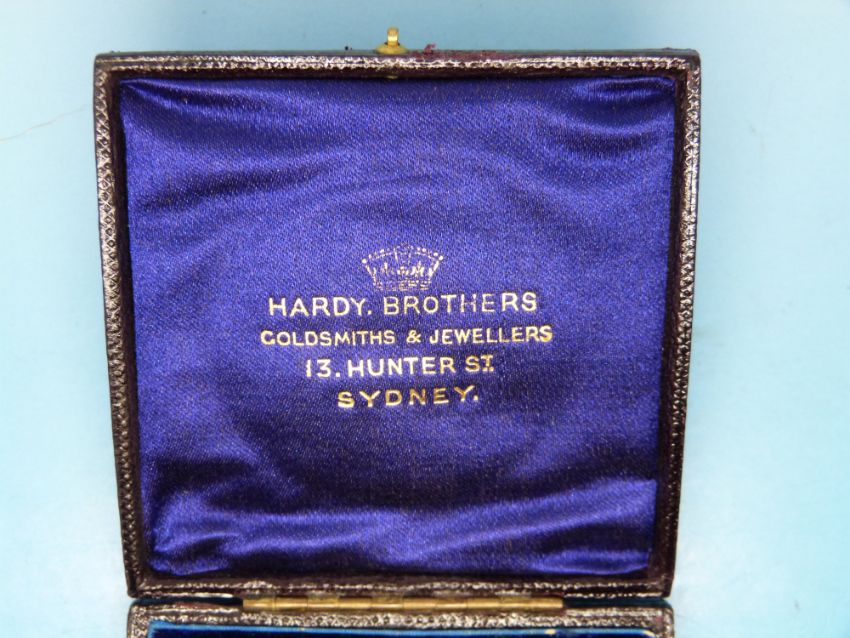 HARDY. BROTHERS
GOLDSMITHS & JEWELLERS
13. HUNTER ST.
SYDNEY.